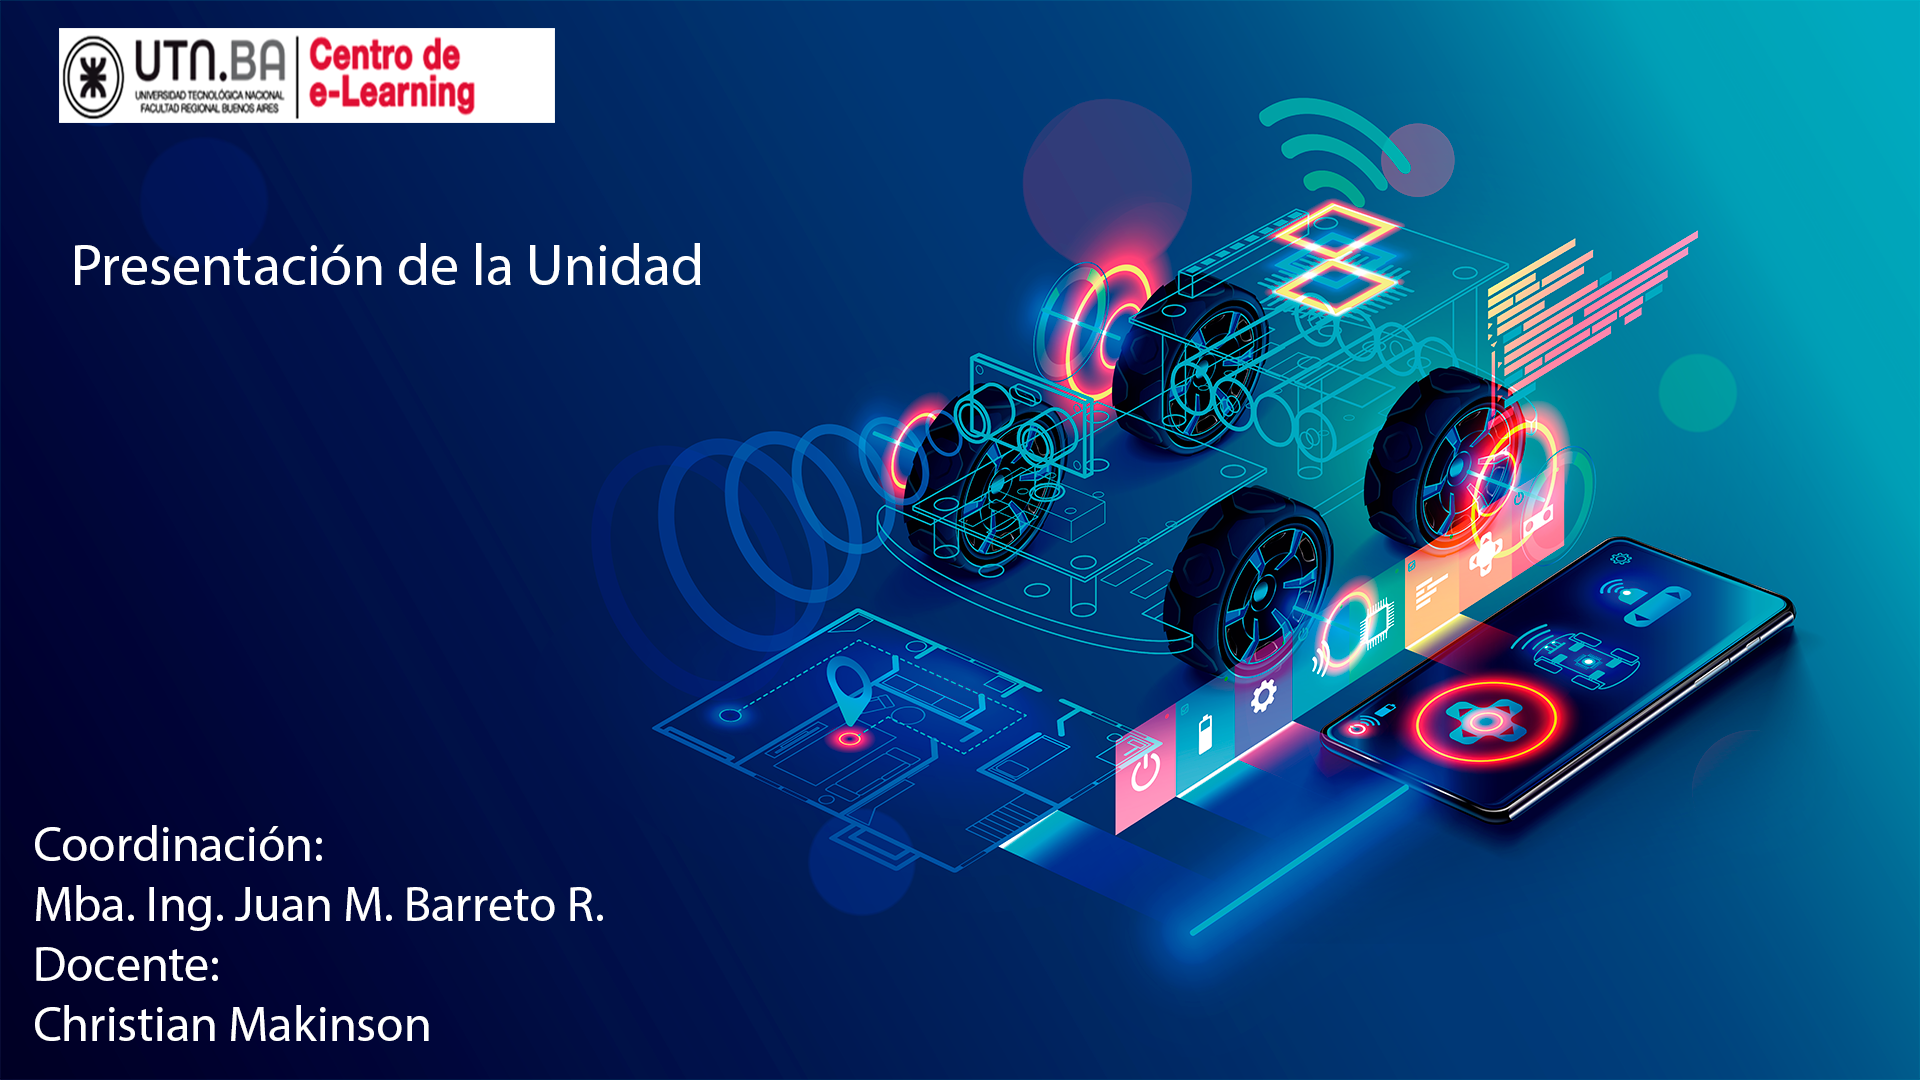 UTN.BA
UNIVERSIDAD TECNOLÓGICA NACIONAL
FACULTAD REGIONAL BUENOS AIRES
Centro de
e-Learning
Presentación de la Unidad
Coordinación:
Mba. Ing. Juan M. Barreto R.
Docente:
Christian Makinson